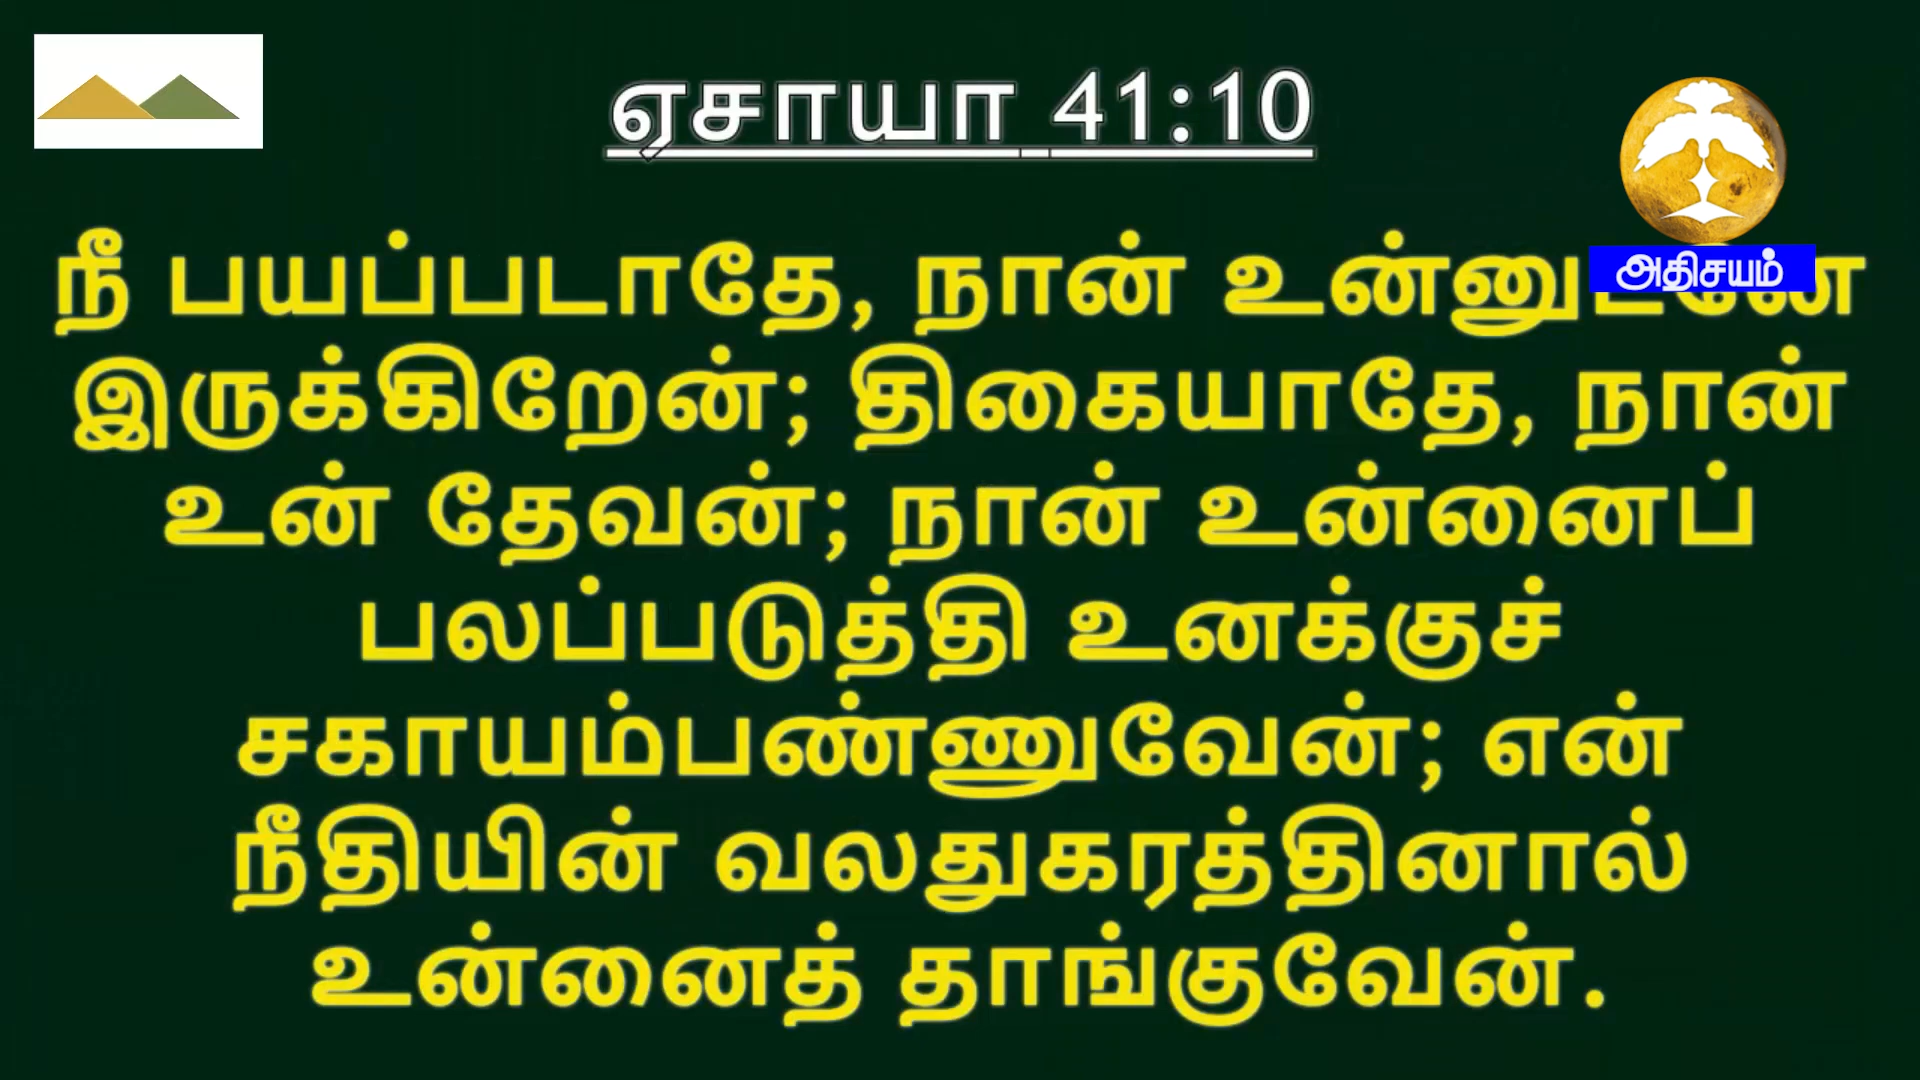 ஏசாயா 41:10
அதிசயம்
நீ பயப்படாதே, நான்
இருக்கிறேன்; திகையாதே, நான்
உன் தேவன்; நான் உன்னைப்
பலப்படுத்தி உனக்குச்
சகாயம்பண்ணுவேன்; என்
நீதியின் வலதுகரத்தினால்
உன்னைத் தாங்குவேன்.